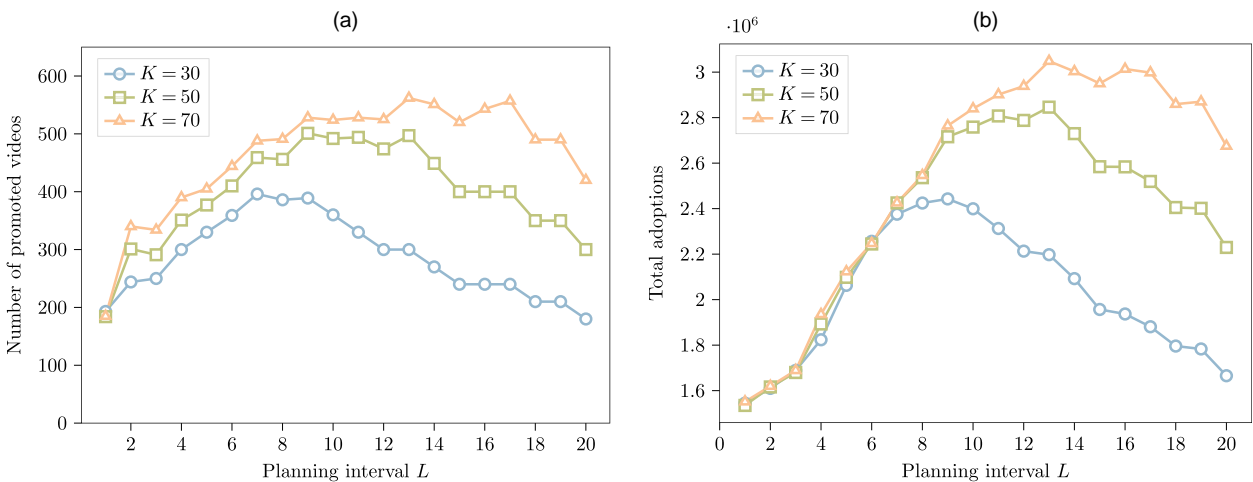 (a)
K = 30
K = 50
K = 70
Number of promoted videos
600
500
400
300
200
100
0
2 4 6 8 10 12 14 16 18 20
Planning interval L
(b)
·10⁶
K = 30
K = 50
K = 70
Total adoptions
3
2.8
2.6
2.4
2.2
2
1.8
1.6
0 2 4 6 8 10 12 14 16 18 20
Planning interval L